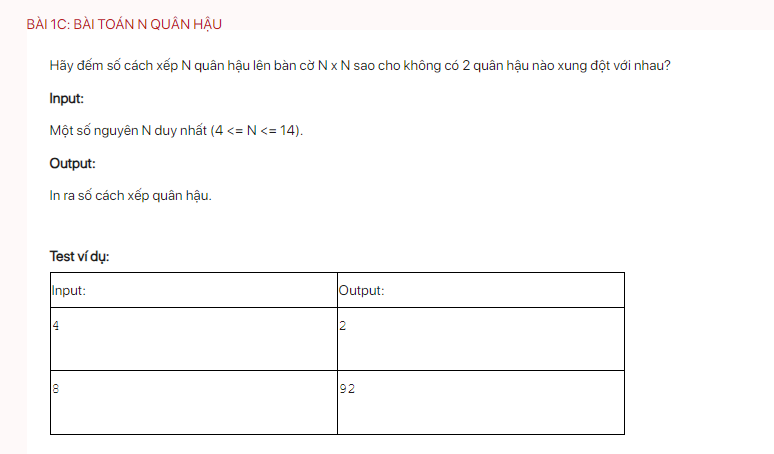 BÀI 1C: BÀI TOÁN N QUÂN HẬU
Hãy đếm số cách xếp N quân hậu lên bàn cờ N x N sao cho không có 2 quân hậu nào xung đột với nhau?
Input:
Một số nguyên N duy nhất (4 <= N <= 14).
Output:
In ra số cách xếp quân hậu.
Test ví dụ:
Input: Output:
4 2
8 92